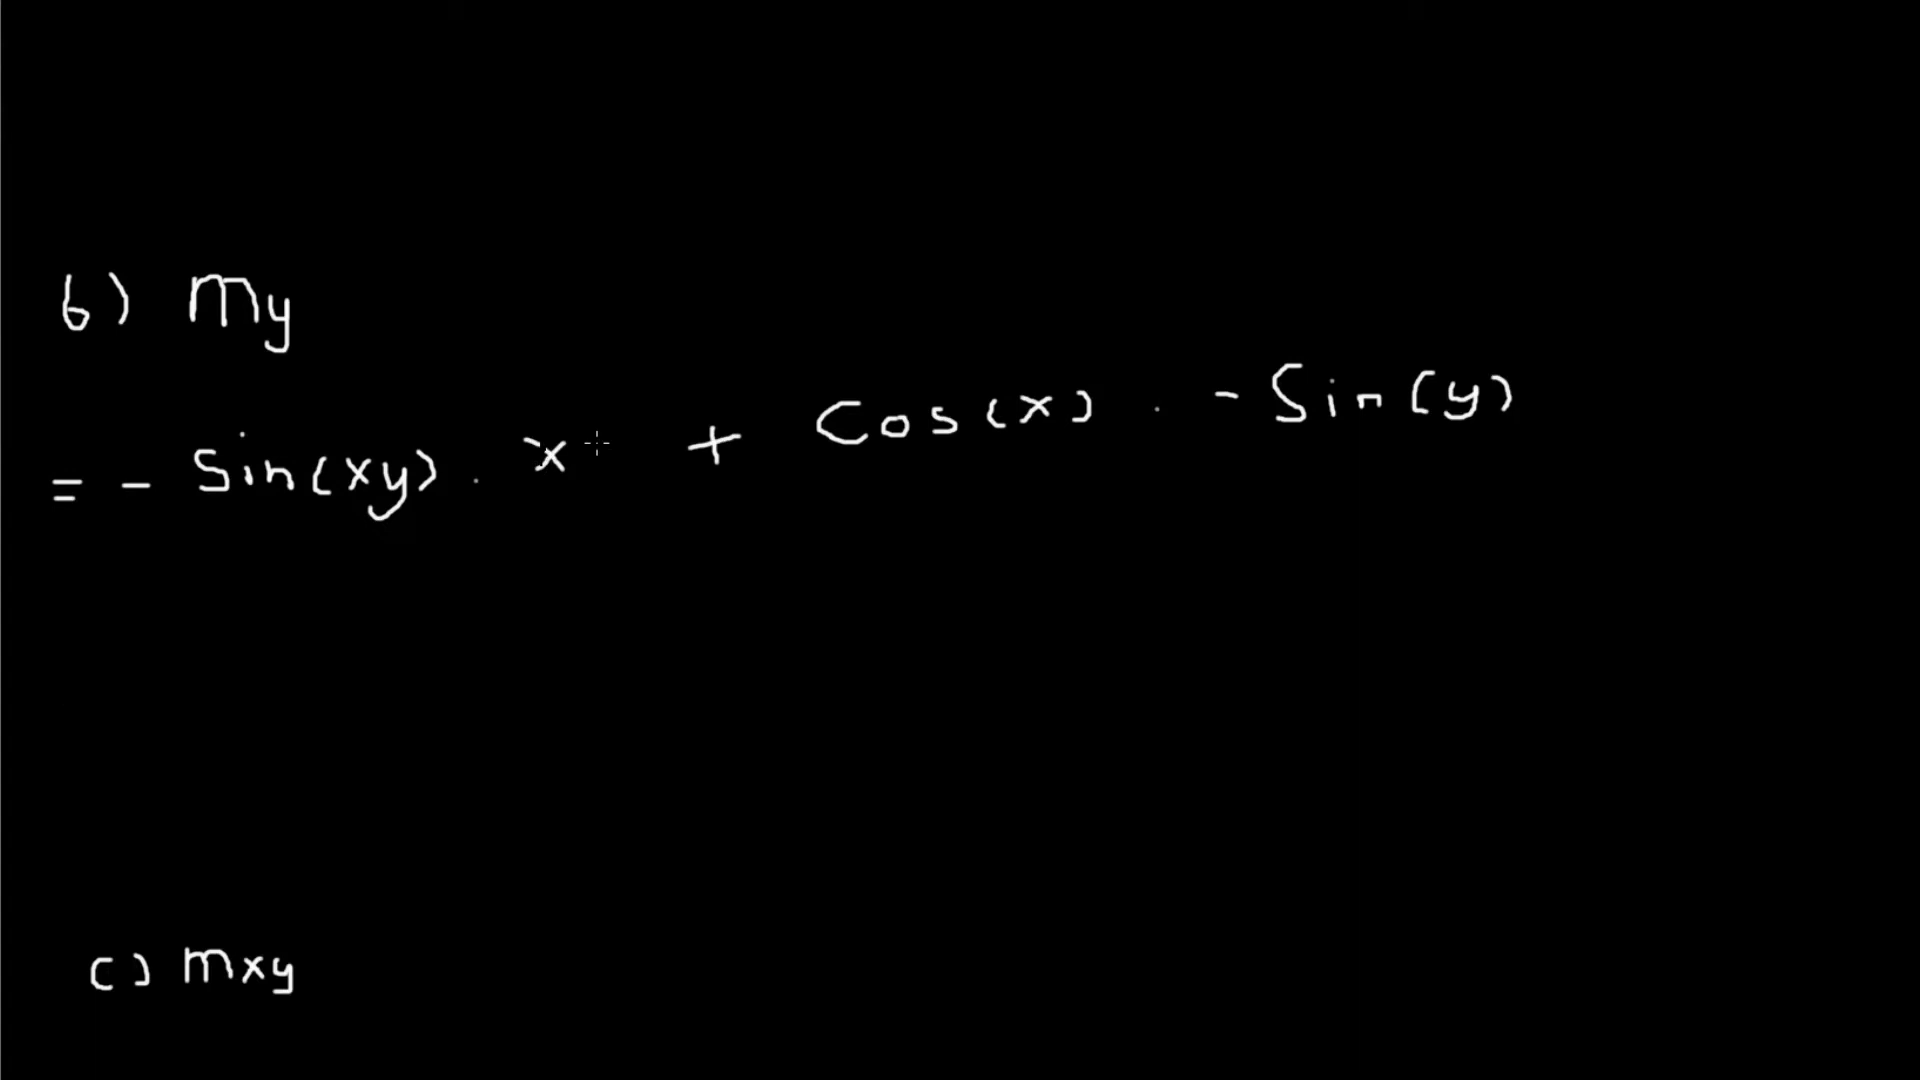 b) my
= - Sin(xy) . x + Cos(x) . - Sin(y)
c) mxy